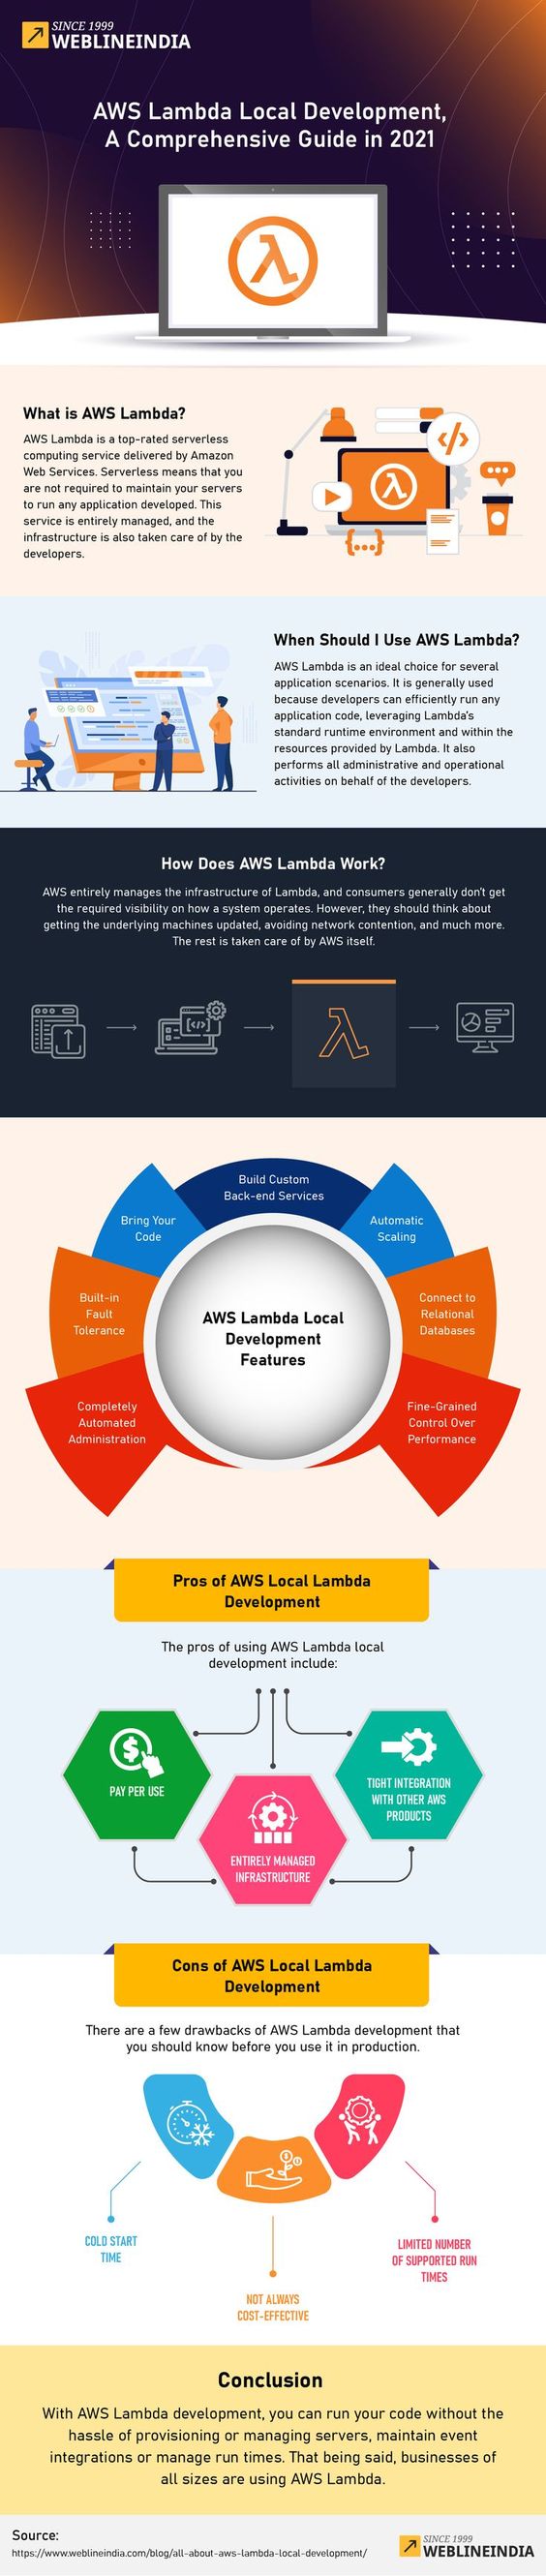 SINCE 1999
WEBLINEINDIA
AWS Lambda Local Development,
A Comprehensive Guide in 2021
What is AWS Lambda?
AWS Lambda is a top-rated serverless
computing service delivered by Amazon
Web Services. Serverless means that you
are not required to maintain your servers
to run any application developed. This
service is entirely managed, and the
infrastructure is also taken care of by the
developers.
When Should I Use AWS Lambda?
AWS Lambda is an ideal choice for several
application scenarios. It is generally used
because developers can efficiently run any
application code, leveraging Lambda's
standard runtime environment and within the
resources provided by Lambda. It also
performs all administrative and operational
activities on behalf of the developers.
How Does AWS Lambda Work?
AWS entirely manages the infrastructure of Lambda, and consumers generally don't get
the required visibility on how a system operates. However, they should think about
getting the underlying machines updated, avoiding network contention, and much more.
The rest is taken care of by AWS itself.
Build Custom
Back-end Services
Bring Your
Code
Automatic
Scaling
Built-in
Fault
Tolerance
Connect to
Relational
Databases
AWS Lambda Local
Development
Features
Completely
Automated
Administration
Fine-Grained
Control Over
Performance
Pros of AWS Local Lambda
Development
The pros of using AWS Lambda local
development include:
PAY PER USE
TIGHT INTEGRATION
WITH OTHER AWS
PRODUCTS
ENTIRELY MANAGED
INFRASTRUCTURE
Cons of AWS Local Lambda
Development
There are a few drawbacks of AWS Lambda development that
you should know before you use it in production.
COLD START
TIME
LIMITED NUMBER
OF SUPPORTED RUN
TIMES
NOT ALWAYS
COST-EFFECTIVE
Conclusion
With AWS Lambda development, you can run your code without the
hassle of provisioning or managing servers, maintain event
integrations or manage run times. That being said, businesses of
all sizes are using AWS Lambda.
Source:
https://www.weblineindia.com/blog/all-about-aws-lambda-local-development/
SINCE 1999
WEBLINEINDIA